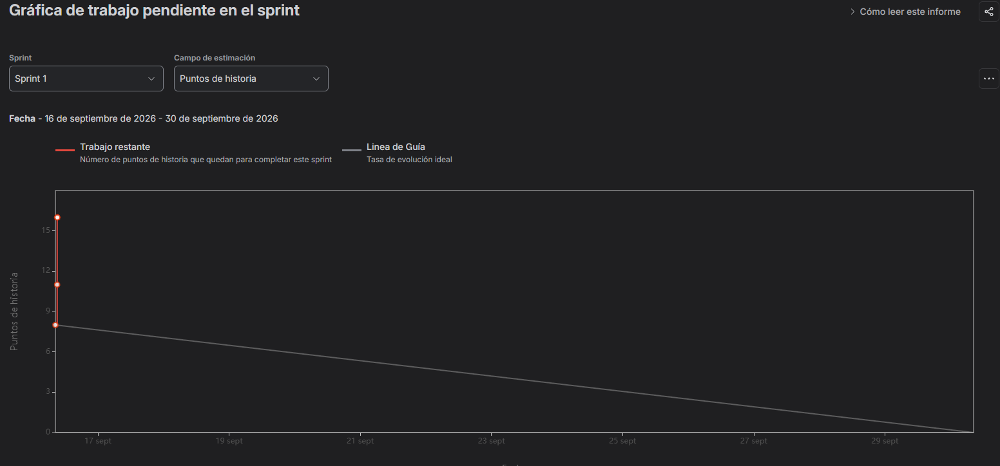 Gráfica de trabajo pendiente en el sprint
Cómo leer este informe
Sprint
Campo de estimación
Sprint 1
Puntos de historia
Fecha - 16 de septiembre de 2026 - 30 de septiembre de 2026
Trabajo restante
Número de puntos de historia que quedan para completar este sprint
Linea de Guía
Tasa de evolución ideal
Puntos de historia
15
12
9
6
3
0
17 sept
19 sept
21 sept
23 sept
25 sept
27 sept
29 sept